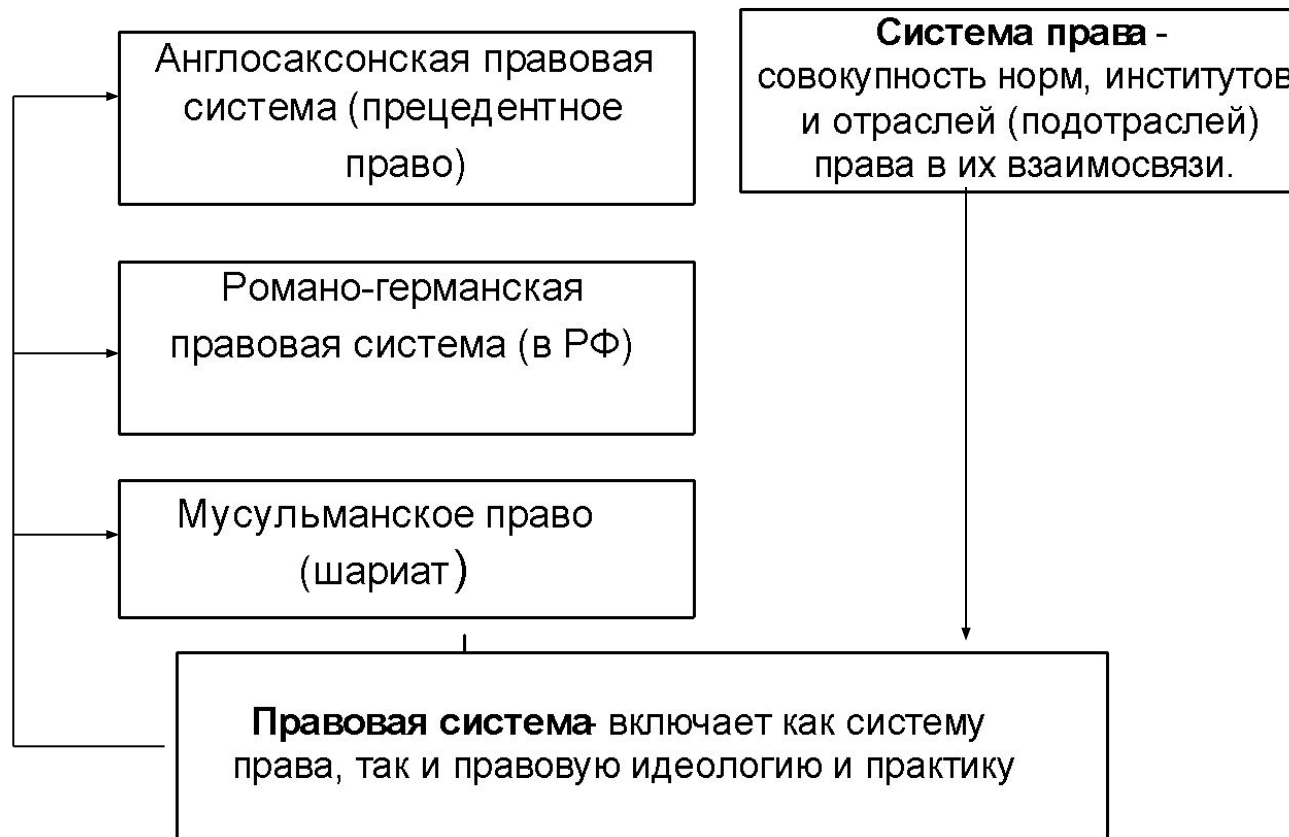 Англосаксонская правовая
система (прецедентное
право)
Система права -
совокупность норм, институтов
и отраслей (подотраслей)
права в их взаимосвязи.
Романо-германская
правовая система (в РФ)
Мусульманское право
(шариат)
Правовая система- включает как систему
права, так и правовую идеологию и практику